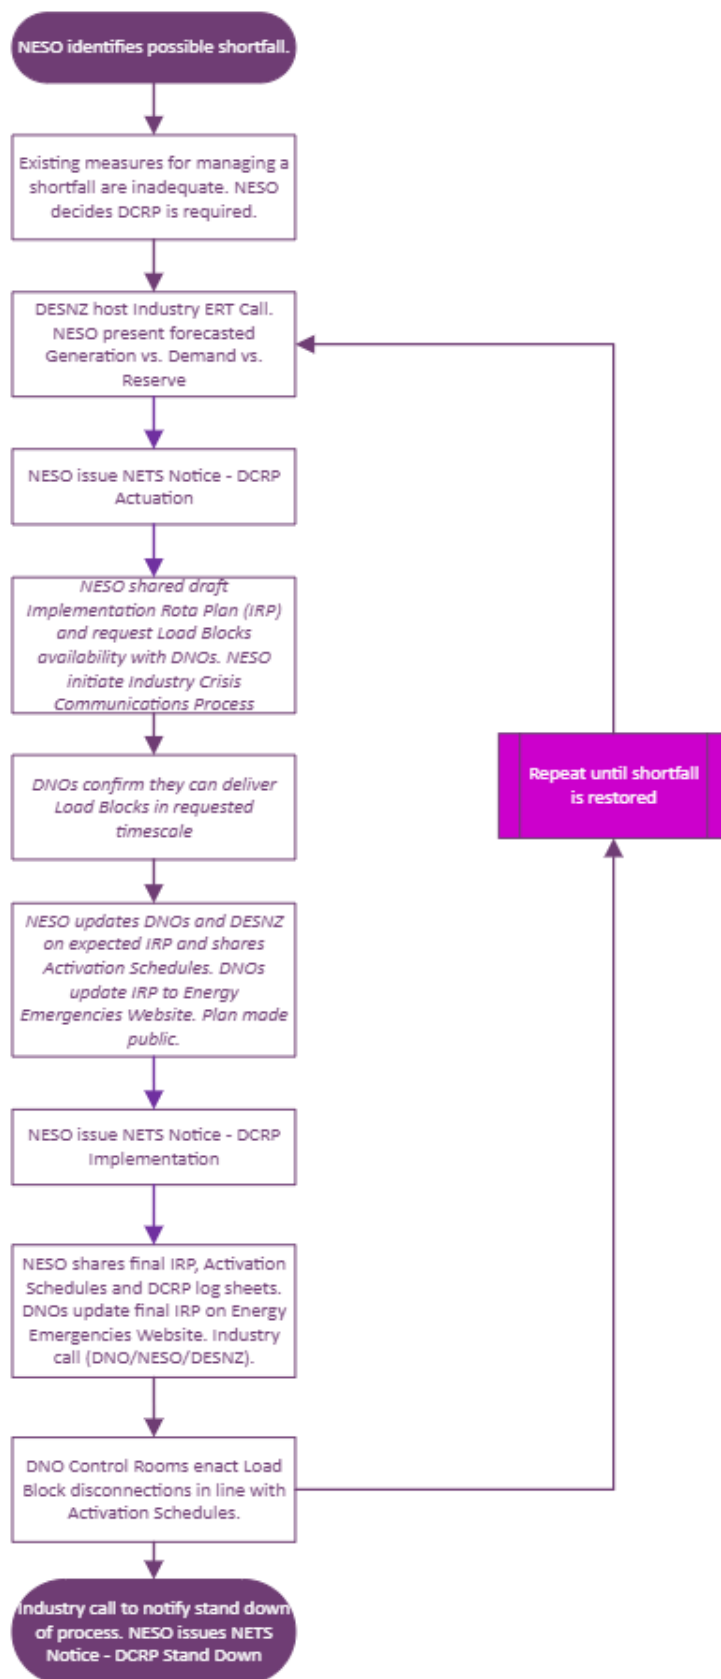 NESO identifies possible shortfall.
Existing measures for managing a
shortfall are inadequate. NESO
decides DCRP is required.
DESNZ host Industry ERT Call.
NESO present forecasted
Generation vs. Demand vs.
Reserve
NESO issue NETS Notice - DCRP
Actuation
NESO shared draft
Implementation Rota Plan (IRP)
and request Load Blocks
availability with DNOs. NESO
initiate Industry Crisis
Communications Process
DNOs confirm they can deliver
Load Blocks in requested
timescale
NESO updates DNOs and DESNZ
on expected IRP and shares
Activation Schedules. DNOs
update IRP to Energy
Emergencies Website. Plan made
public.
NESO issue NETS Notice - DCRP
Implementation
NESO shares final IRP, Activation
Schedules and DCRP log sheets.
DNOs update final IRP on Energy
Emergencies Website. Industry
call (DNO/NESO/DESNZ).
DNO Control Rooms enact Load
Block disconnections in line with
Activation Schedules.
Industry call to notify stand down
of process. NESO issues NETS
Notice - DCRP Stand Down
Repeat until shortfall
is restored